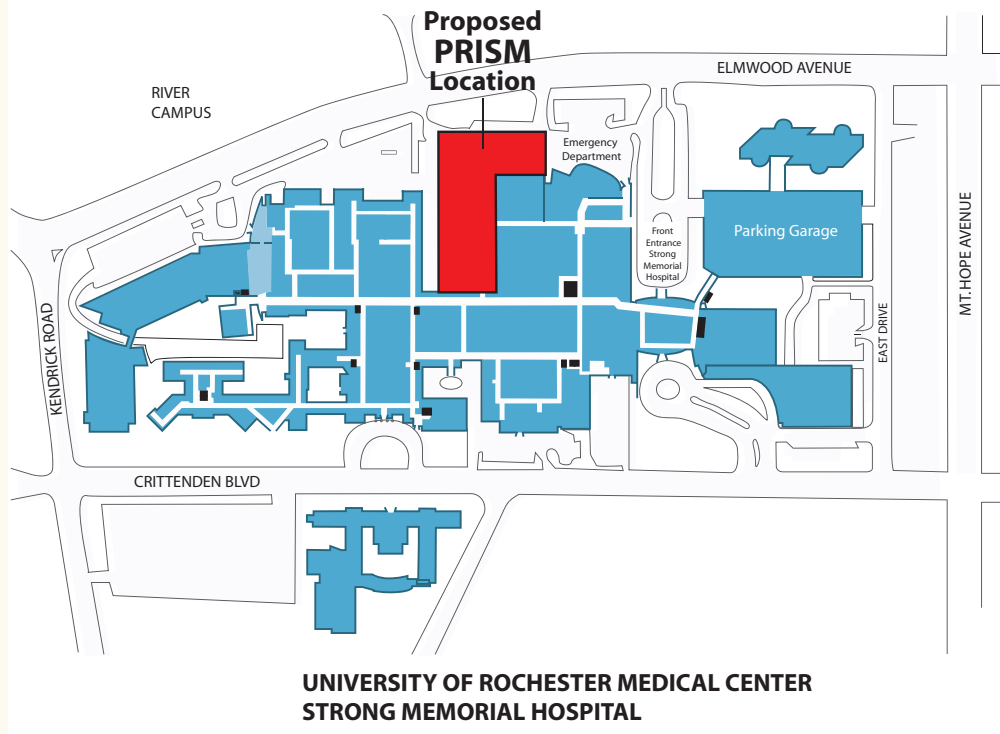 Proposed
PRISM
Location
ELMWOOD AVENUE
RIVER
CAMPUS
Emergency
Department
Parking Garage
Front
Entrance
Strong
Memorial
Hospital
MT. HOPE AVENUE
EAST DRIVE
KENDRICK ROAD
CRITTENDEN BLVD
UNIVERSITY OF ROCHESTER MEDICAL CENTER
STRONG MEMORIAL HOSPITAL